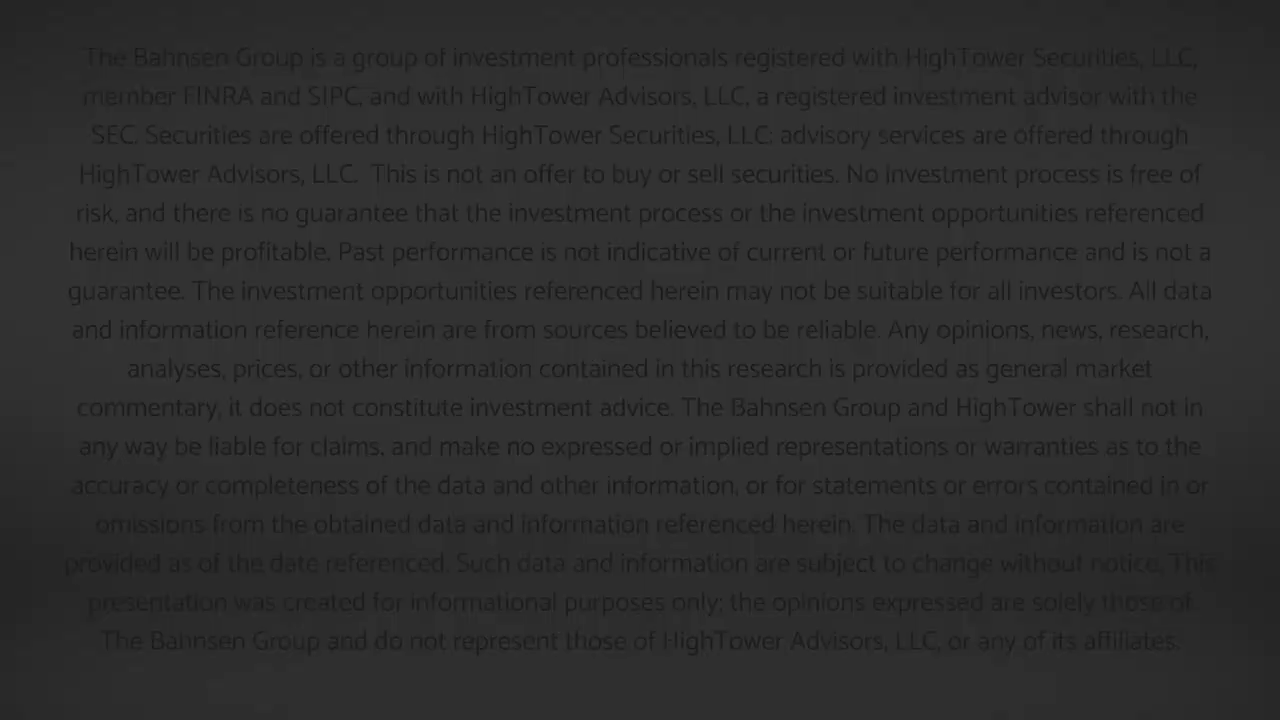 The Bahnsen Group is a group of investment professionals registered with HighTower Securities, LLC,
member FINRA and SIPC, and with HighTower Advisors, LLC, a registered investment advisor with the
SEC. Securities are offered through HighTower Securities, LLC; advisory services are offered through
HighTower Advisors, LLC.  This is not an offer to buy or sell securities. No investment process is free of
risk, and there is no guarantee that the investment process or the investment opportunities referenced
herein will be profitable. Past performance is not indicative of current or future performance and is not a
guarantee. The investment opportunities referenced herein may not be suitable for all investors. All data
and information reference herein are from sources believed to be reliable. Any opinions, news, research,
analyses, prices, or other information contained in this research is provided as general market
commentary, it does not constitute investment advice. The Bahnsen Group and HighTower shall not in
any way be liable for claims, and make no expressed or implied representations or warranties as to the
accuracy or completeness of the data and other information, or for statements or errors contained in or
omissions from the obtained data and information referenced herein. The data and information are
provided as of the date referenced. Such data and information are subject to change without notice. This
presentation was created for informational purposes only; the opinions expressed are solely those of
The Bahnsen Group and do not represent those of HighTower Advisors, LLC, or any of its affiliates.